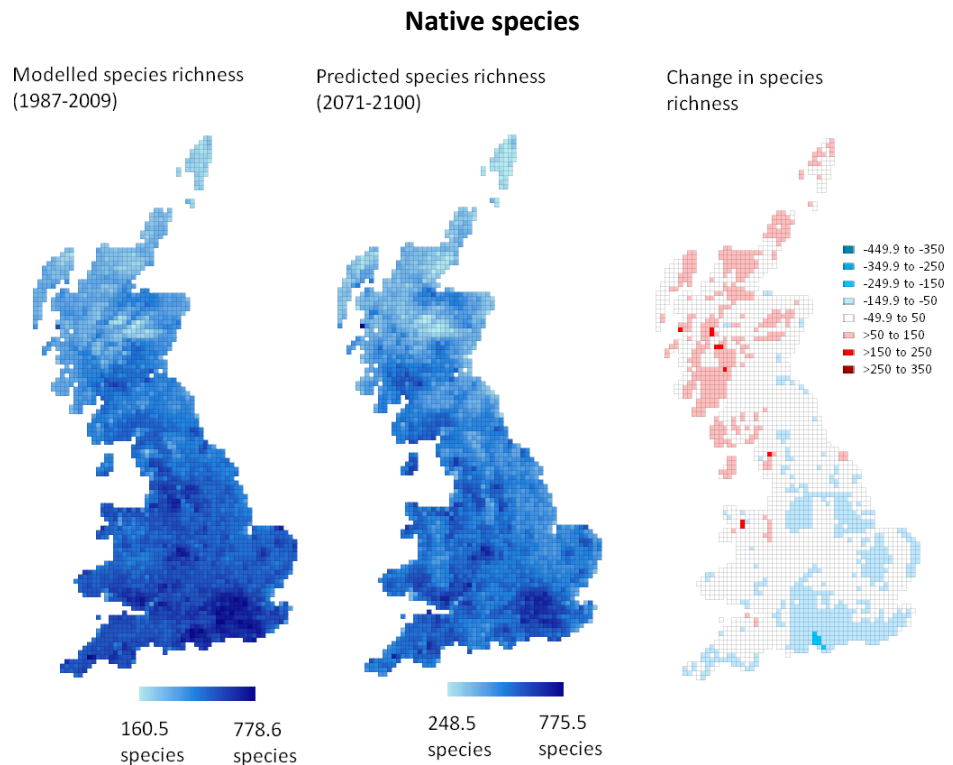 Native species
Modelled species richness
(1987-2009)
Predicted species richness
(2071-2100)
Change in species
richness
-449.9 to -350
-349.9 to -250
-249.9 to -150
-149.9 to -50
-49.9 to 50
>50 to 150
>150 to 250
>250 to 350
160.5
species
778.6
species
248.5
species
775.5
species